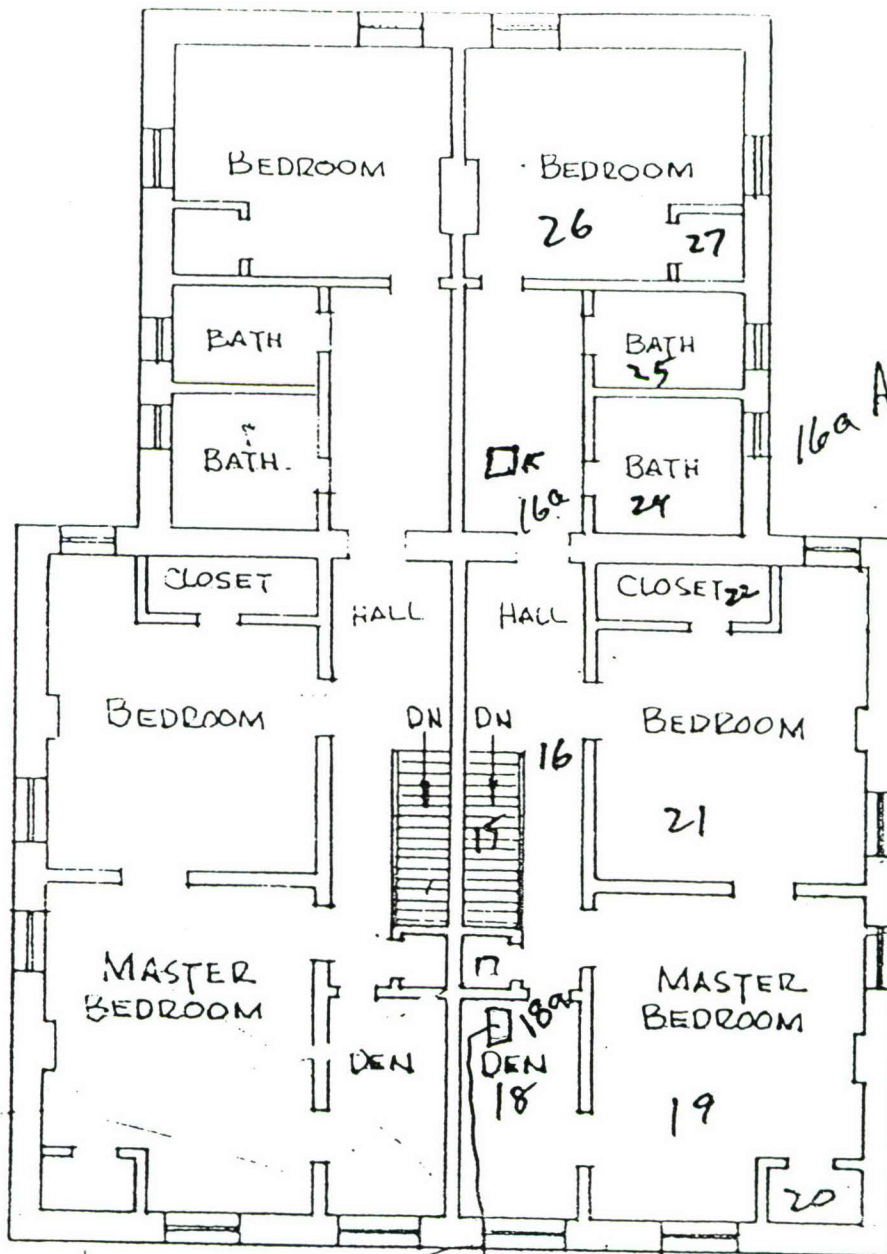 BEDROOM
BEDROOM
26
27
BATH
BATH
25
BATH
BATH
24
16a
16a
CLOSET
CLOSET 22
HALL
HALL
BEDROOM
DN
DN
BEDROOM
16
15
21
MASTER
BEDROOM
MASTER
BEDROOM
18a
DEN
DEN
18
19
20